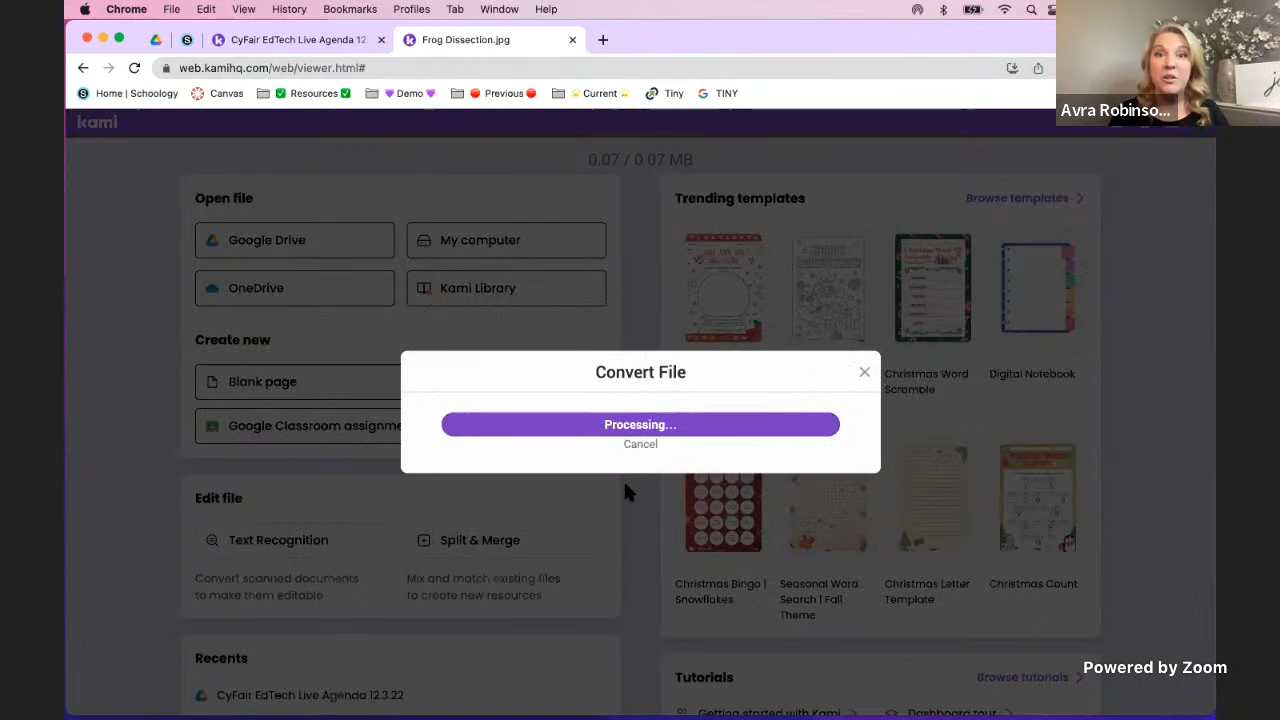 Chrome File Edit View History Bookmarks Profiles Tab Window Help
CyFair EdTech Live Agenda 12
Frog Dissection.jpg
web.kamihq.com/web/viewer.html#
Home | Schoology Canvas Resources Demo Previous Current Tiny TINY
Avra Robinso...
kami
0.07 / 0.07 MB
Open file
Google Drive
My computer
OneDrive
Kami Library
Create new
Blank page
Google Classroom assignme
Edit file
Text Recognition
Convert scanned documents
to make them editable
Split & Merge
Mix and match existing files
to create new resources
Recents
CyFair EdTech Live Agenda 12.3.22
Convert File
Processing...
Cancel
Trending templates
Browse templates
Christmas Word
Scramble
Digital Notebook
Christmas Bingo |
Snowflakes
Seasonal Word
Search | Fall
Theme
Christmas Letter
Template
Christmas Count
Tutorials
Browse tutorials
Getting started with Kami
Dashboard tour
Powered by Zoom